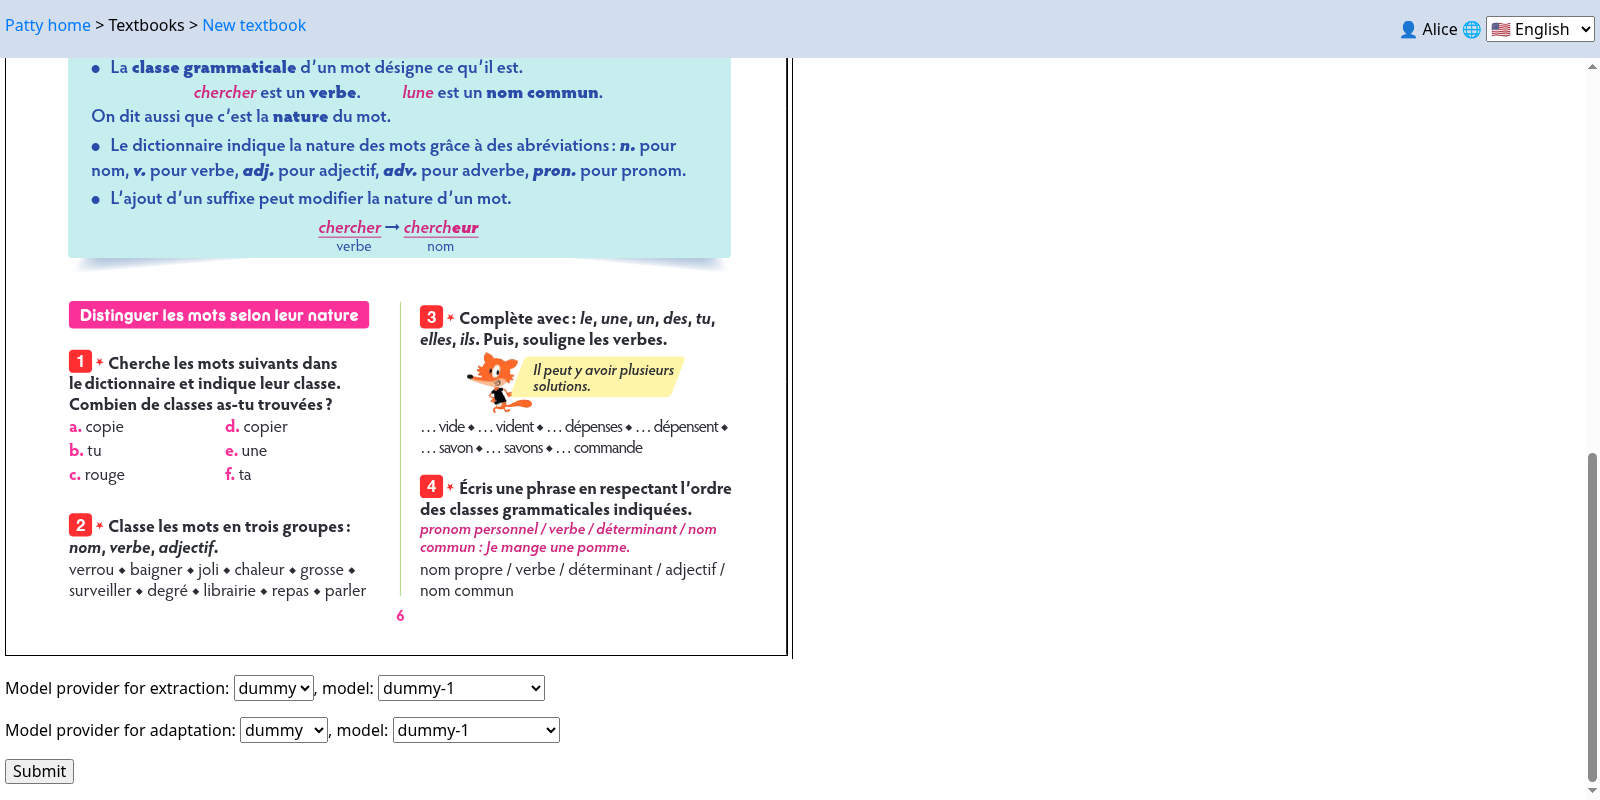 Patty home > Textbooks > New textbook
👤 Alice 🌐 🇺🇸 English
● La classe grammaticale d’un mot désigne ce qu’il est.
chercher est un verbe. lune est un nom commun.
On dit aussi que c’est la nature du mot.
● Le dictionnaire indique la nature des mots grâce à des abréviations : n. pour
nom, v. pour verbe, adj. pour adjectif, adv. pour adverbe, pron. pour pronom.
● L’ajout d’un suffixe peut modifier la nature d’un mot.
chercher → chercheur
verbe nom
Distinguer les mots selon leur nature
1 * Cherche les mots suivants dans
le dictionnaire et indique leur classe.
Combien de classes as-tu trouvées ?
a. copie d. copier
b. tu e. une
c. rouge f. ta
2 * Classe les mots en trois groupes :
nom, verbe, adjectif.
verrou ◆ baigner ◆ joli ◆ chaleur ◆ grosse ◆
surveiller ◆ degré ◆ librairie ◆ repas ◆ parler
3 * Complète avec : le, une, un, des, tu,
elles, ils. Puis, souligne les verbes.
Il peut y avoir plusieurs
solutions.
… vide ◆ … vident ◆ … dépenses ◆ … dépensent ◆
… savon ◆ … savons ◆ … commande
4 * Écris une phrase en respectant l’ordre
des classes grammaticales indiquées.
pronom personnel / verbe / déterminant / nom
commun : Je mange une pomme.
nom propre / verbe / déterminant / adjectif /
nom commun
6
Model provider for extraction: dummy, model: dummy-1
Model provider for adaptation: dummy, model: dummy-1
Submit